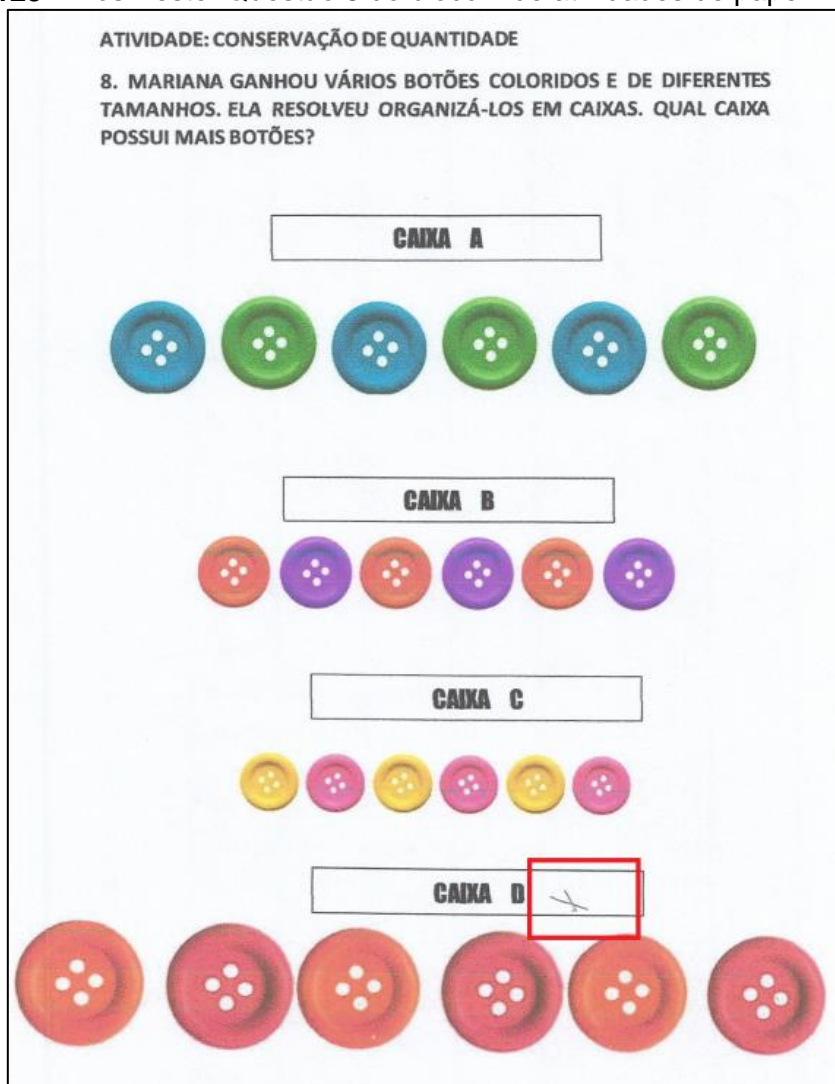 ATIVIDADE: CONSERVAÇÃO DE QUANTIDADE
8. MARIANA GANHOU VÁRIOS BOTÕES COLORIDOS E DE DIFERENTES
TAMANHOS. ELA RESOLVEU ORGANIZÁ-LOS EM CAIXAS. QUAL CAIXA
POSSUI MAIS BOTÕES?
CAIXA A
CAIXA B
CAIXA C
CAIXA D X